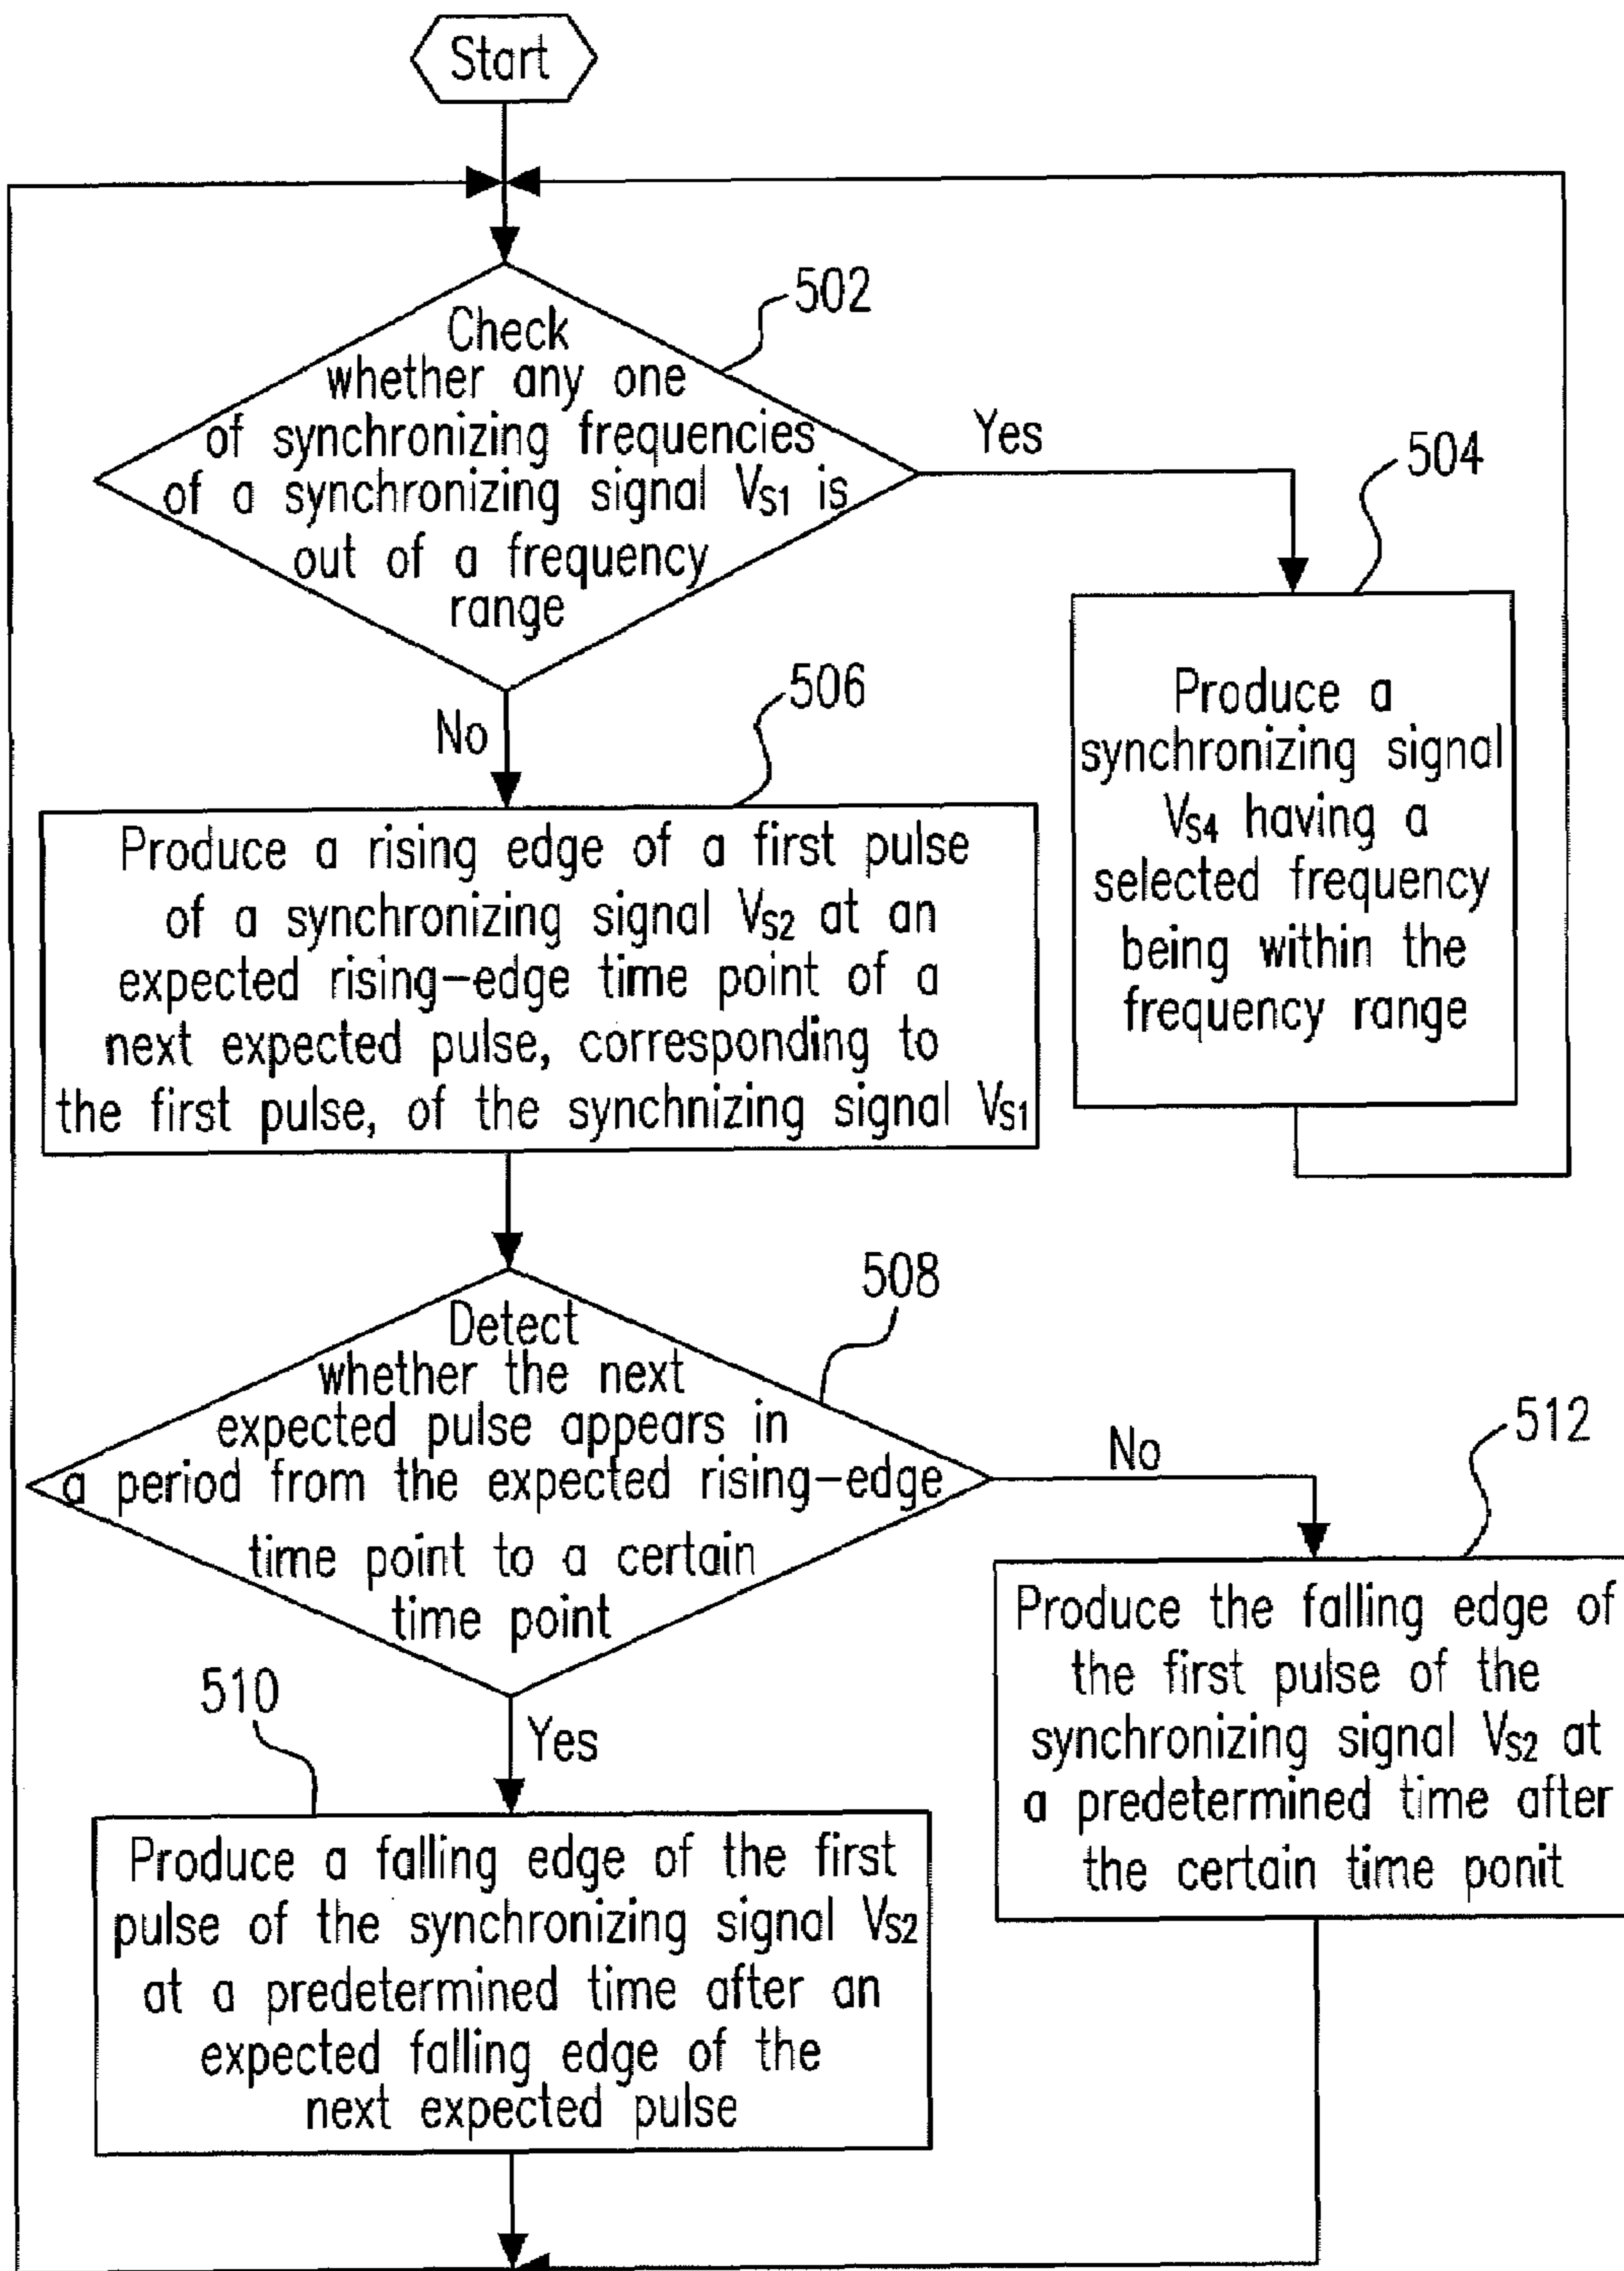 Start
502
Check
whether any one
of synchronizing frequencies
of a synchronizing signal VS1 is
out of a frequency
range
Yes
504
Produce a
synchronizing signal
VS4 having a
selected frequency
being within the
frequency range
No
506
Produce a rising edge of a first pulse
of a synchronizing signal VS2 at an
expected rising-edge time point of a
next expected pulse, corresponding to
the first pulse, of the synchnizing signal VS1
508
Detect
whether the next
expected pulse appears in
a period from the expected rising-edge
time point to a certain
time point
No
512
Produce the falling edge of
the first pulse of the
synchronizing signal VS2 at
a predetermined time after
the certain time ponit
Yes
510
Produce a falling edge of the first
pulse of the synchronizing signal VS2
at a predetermined time after an
expected falling edge of the
next expected pulse